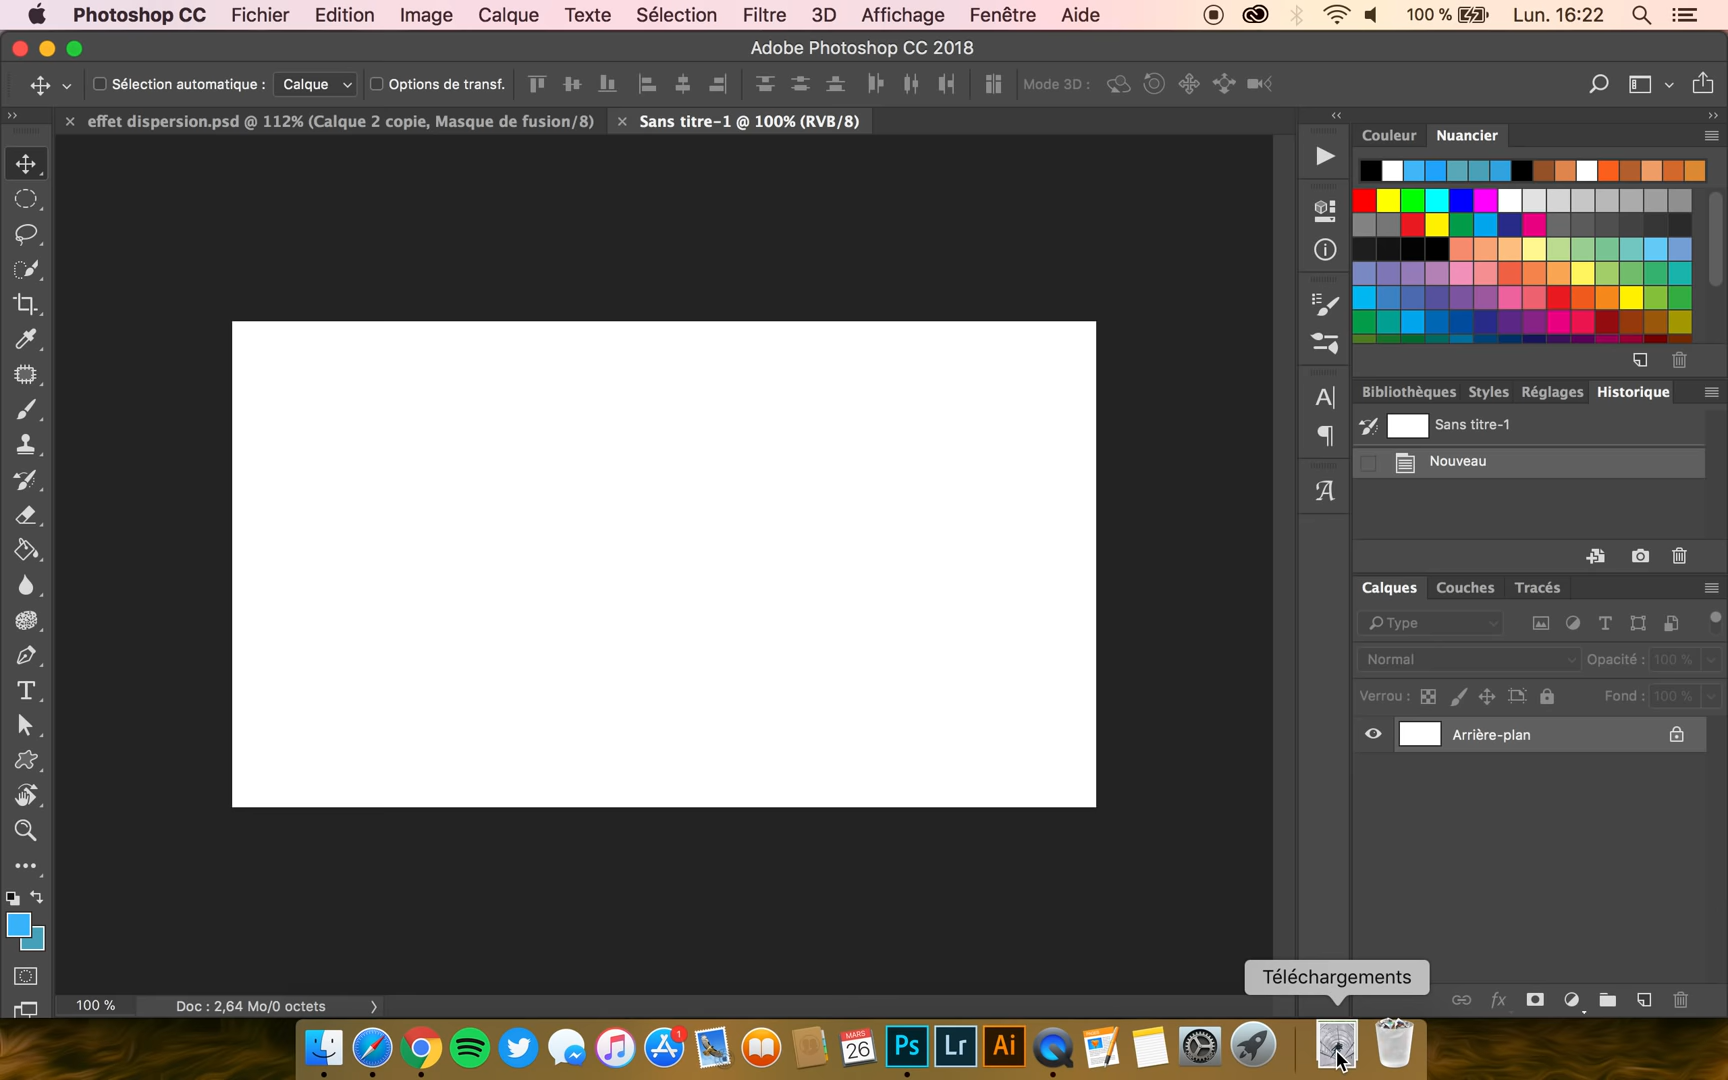 Photoshop CC Fichier Edition Image Calque Texte Sélection Filtre 3D Affichage Fenêtre Aide 100 % Lun. 16:22
Adobe Photoshop CC 2018
Sélection automatique : Calque Options de transf. Mode 3D :
effet dispersion.psd @ 112% (Calque 2 copie, Masque de fusion/8) Sans titre-1 @ 100% (RVB/8)
Couleur Nuancier
Bibliothèques Styles Réglages Historique
Sans titre-1
Nouveau
Calques Couches Tracés
Type
Normal Opacité : 100 %
Verrou : Fond : 100 %
Arrière-plan
Téléchargements
100 % Doc : 2,64 Mo/0 octets
MARS
26
1
Ps Lr Ai